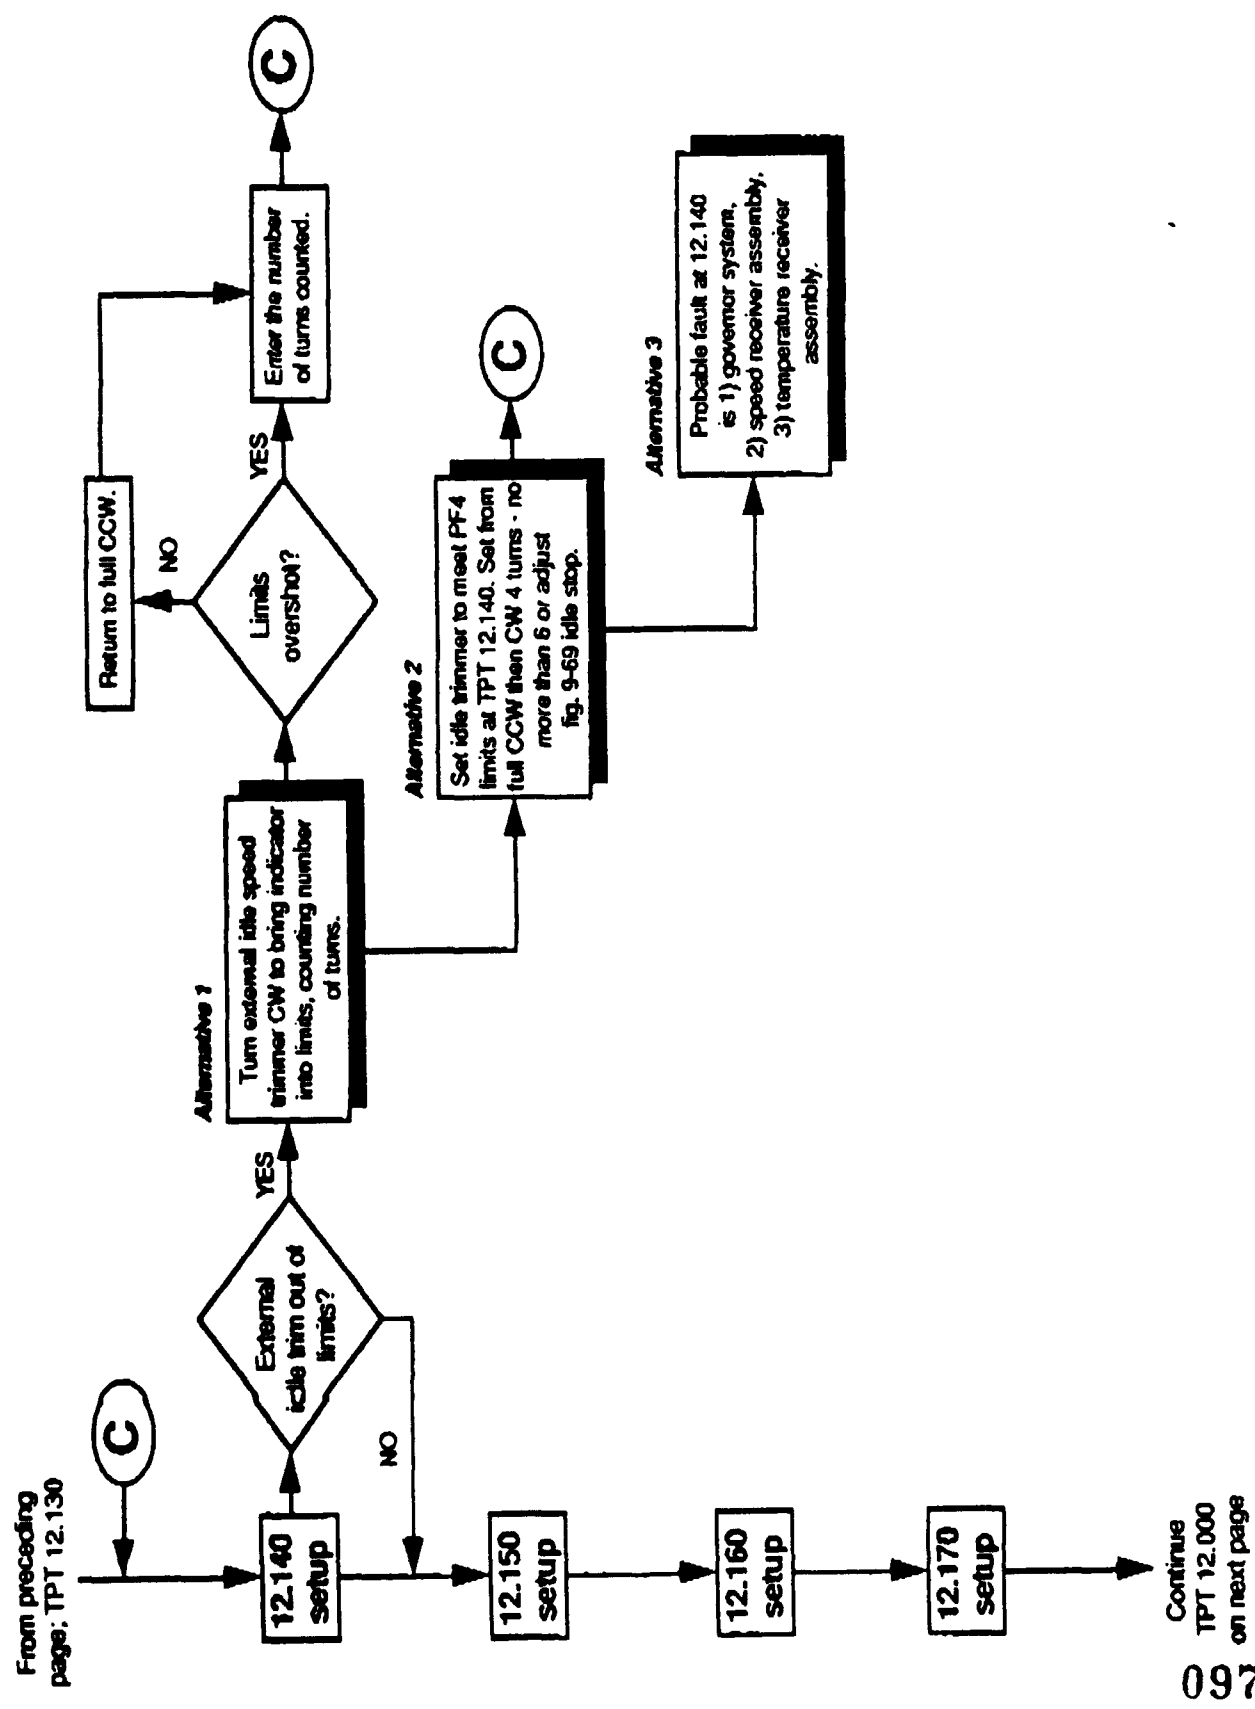 From preceding
page; TPT 12.130
C
12.140
setup
External
idle trim out of
limits?
YES
NO
Alternative 1
Turn external idle speed
trimmer CW to bring indicator
into limits, counting number
of turns.
Limits
overshot?
NO
Return to full CCW.
YES
Enter the number
of turns counted.
C
Alternative 2
Set idle trimmer to meet PF4
limits at TPT 12.140. Set from
full CCW then CW 4 turns - no
more than 6 or adjust
fig. 9-69 idle stop.
C
Alternative 3
Probable fault at 12.140
is 1) governor system,
2) speed receiver assembly,
3) temperature receiver
assembly.
12.150
setup
12.160
setup
12.170
setup
Continue
TPT 12.000
on next page
097